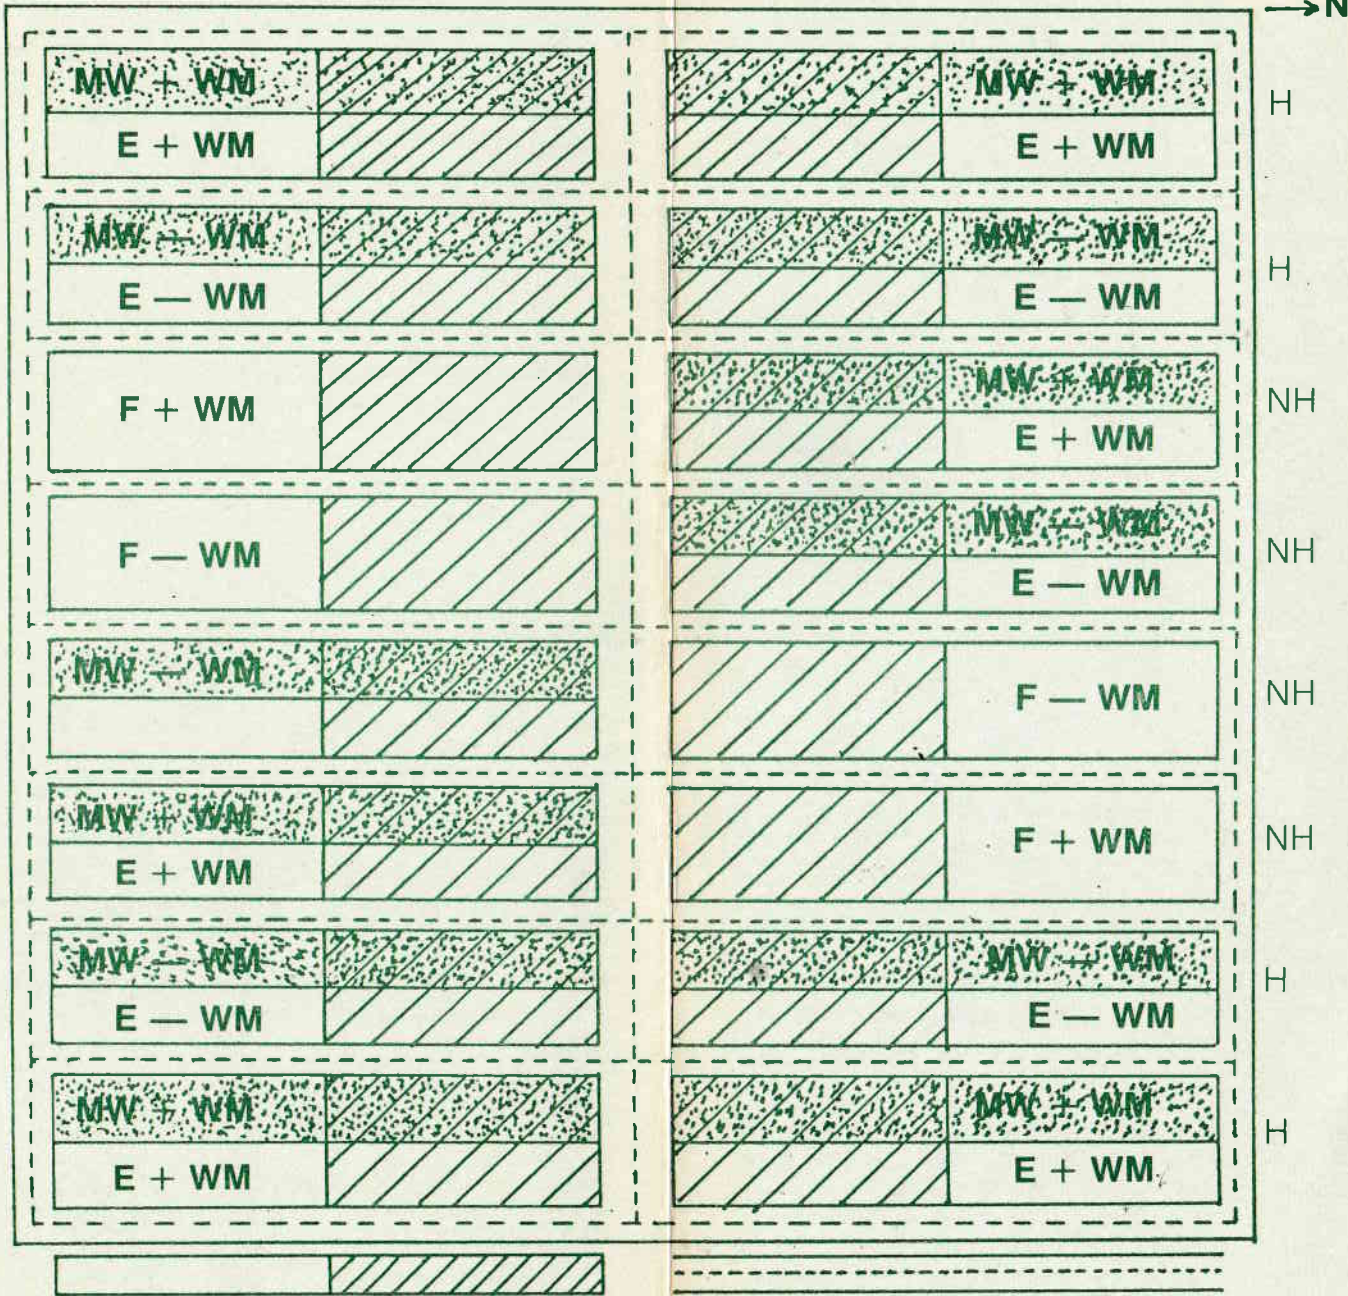 →N
MW + WM MW + WM H
E + WM E + WM
MW — WM MW — WM H
E — WM E — WM
F + WM MW + WM NH
E + WM
F — WM MW — WM NH
E — WM
MW — WM F — WM NH
MW + WM F + WM NH
E + WM
MW — WM MW — WM H
E — WM E — WM
MW + WM MW + WM H
E + WM E + WM